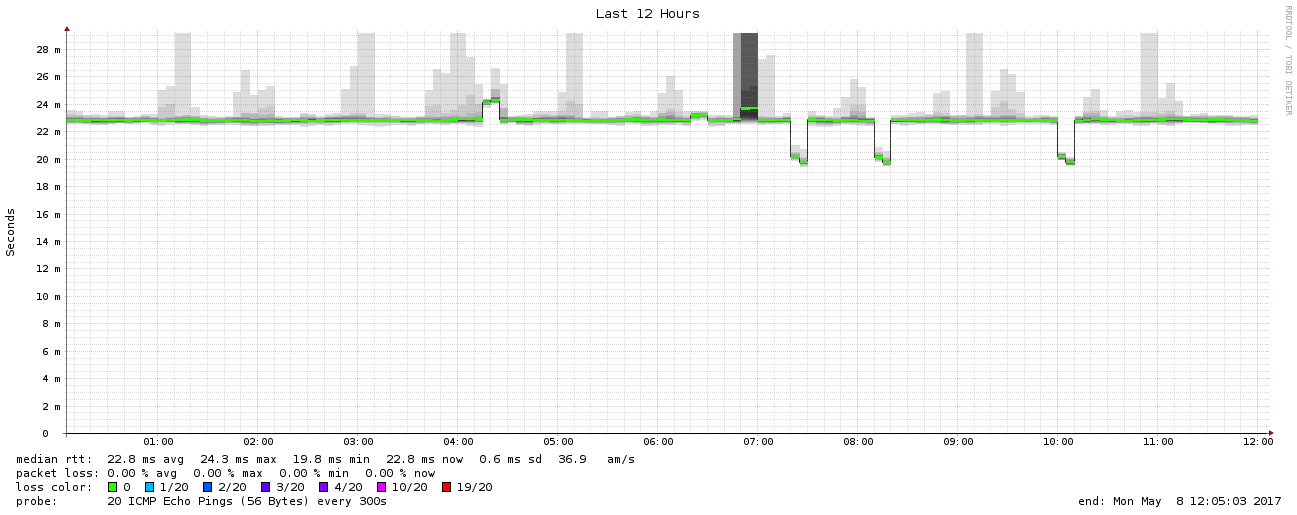 Last 12 Hours
RRDTOOL / TOBI OETIKER
Seconds
28 m
26 m
24 m
22 m
20 m
18 m
16 m
14 m
12 m
10 m
8 m
6 m
4 m
2 m
0
01:00 02:00 03:00 04:00 05:00 06:00 07:00 08:00 09:00 10:00 11:00 12:00
median rtt: 22.8 ms avg 24.3 ms max 19.8 ms min 22.8 ms now 0.6 ms sd 36.9 am/s
packet loss: 0.00 % avg 0.00 % max 0.00 % min 0.00 % now
loss color: 0 1/20 2/20 3/20 4/20 10/20 19/20
probe: 20 ICMP Echo Pings (56 Bytes) every 300s end: Mon May 8 12:05:03 2017